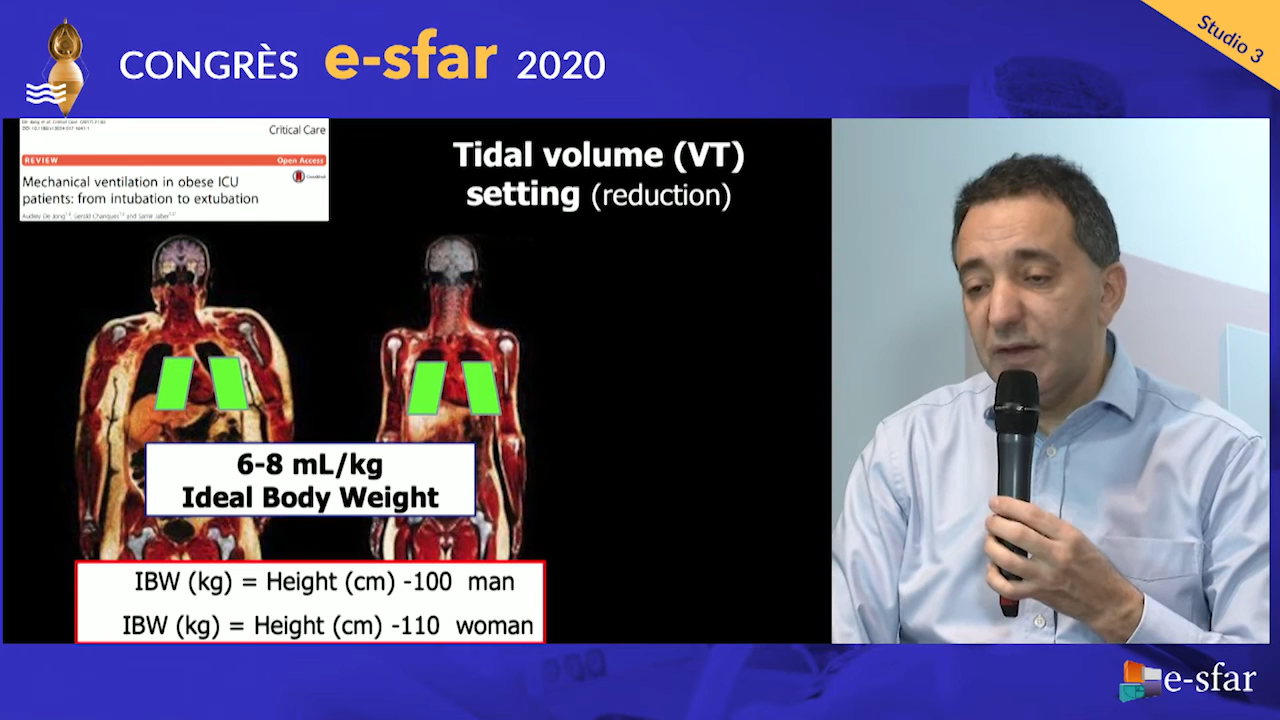 CONGRÈS e-sfar 2020
Studio 3
Critical Care
REVIEW
Open Access
Mechanical ventilation in obese ICU
patients: from intubation to extubation
Audrey De Jong, Gerald Chanques and Samir Jaber
Tidal volume (VT)
setting (reduction)
6-8 mL/kg
Ideal Body Weight
IBW (kg) = Height (cm) -100 man
IBW (kg) = Height (cm) -110 woman
e-sfar